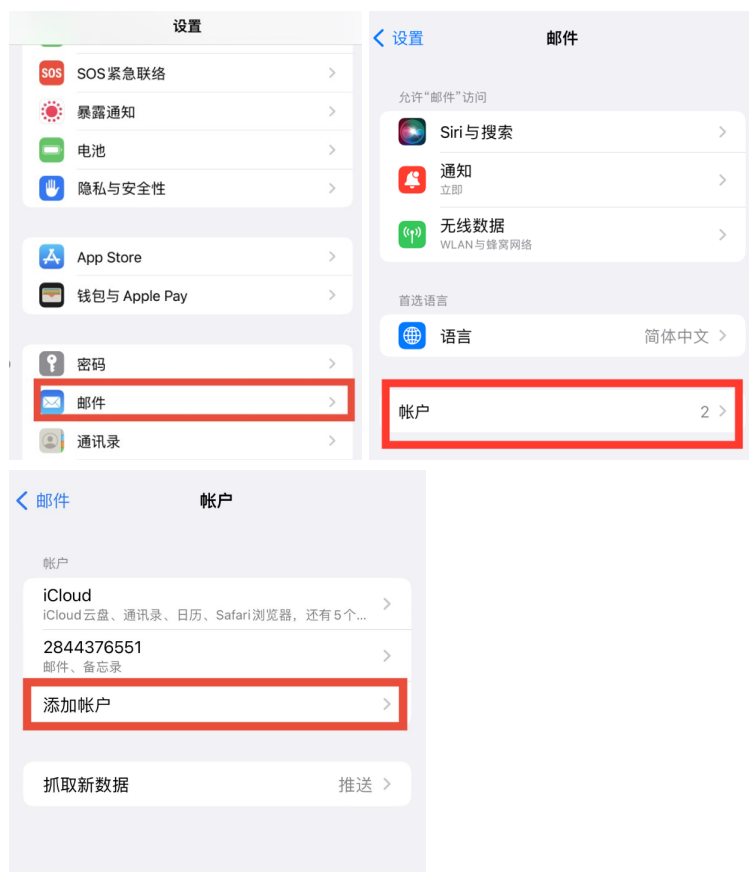 设置
SOS
SOS紧急联络
暴露通知
电池
隐私与安全性
App Store
钱包与 Apple Pay
密码
邮件
通讯录
设置
邮件
允许“邮件”访问
Siri与搜索
通知
立即
无线数据
WLAN与蜂窝网络
首选语言
语言 简体中文
帐户 2
邮件
帐户
帐户
iCloud
iCloud云盘、通讯录、日历、Safari浏览器，还有5个...
2844376551
邮件、备忘录
添加帐户
抓取新数据 推送